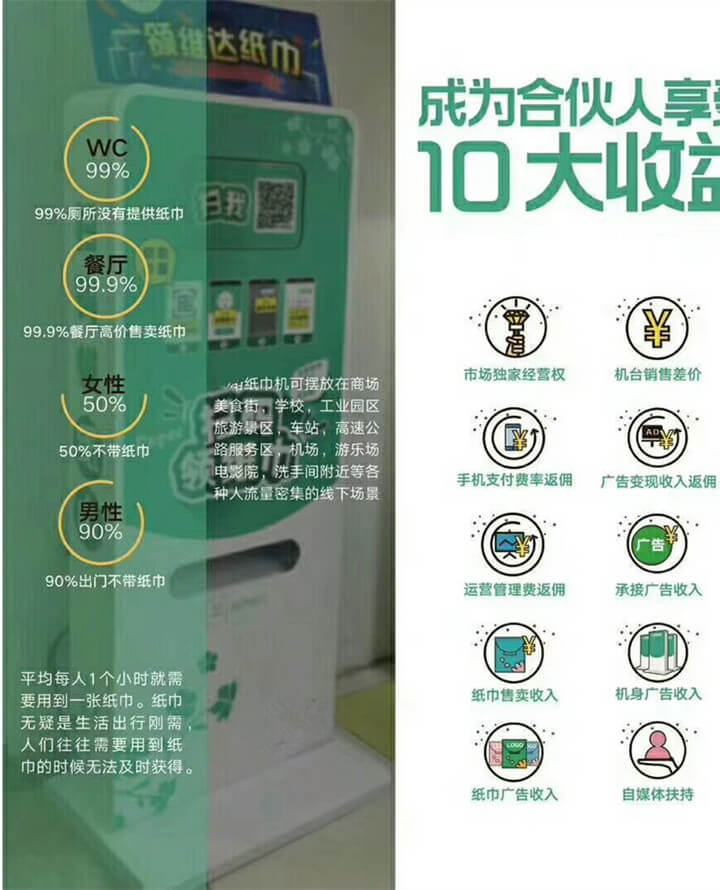 额维达纸巾
扫我
WC
99%
99%厕所没有提供纸巾
餐厅
99.9%
99.9%餐厅高价售卖纸巾
女性
50%
50%不带纸巾
男性
90%
90%出门不带纸巾
纸巾机可摆放在商场
美食街，学校，工业园区
旅游景区，车站，高速公
路服务区，机场，游乐场
电影院，洗手间附近等各
种人流量密集的线下场景
平均每人1个小时就需
要用到一张纸巾。纸巾
无疑是生活出行刚需，
人们往往需要用到纸
巾的时候无法及时获得。
成为合伙人享受
10大收益
市场独家经营权
机台销售差价
AD
手机支付费率返佣
广告变现收入返佣
广告
运营管理费返佣
承接广告收入
纸巾售卖收入
机身广告收入
LOGO
纸巾广告收入
自媒体扶持